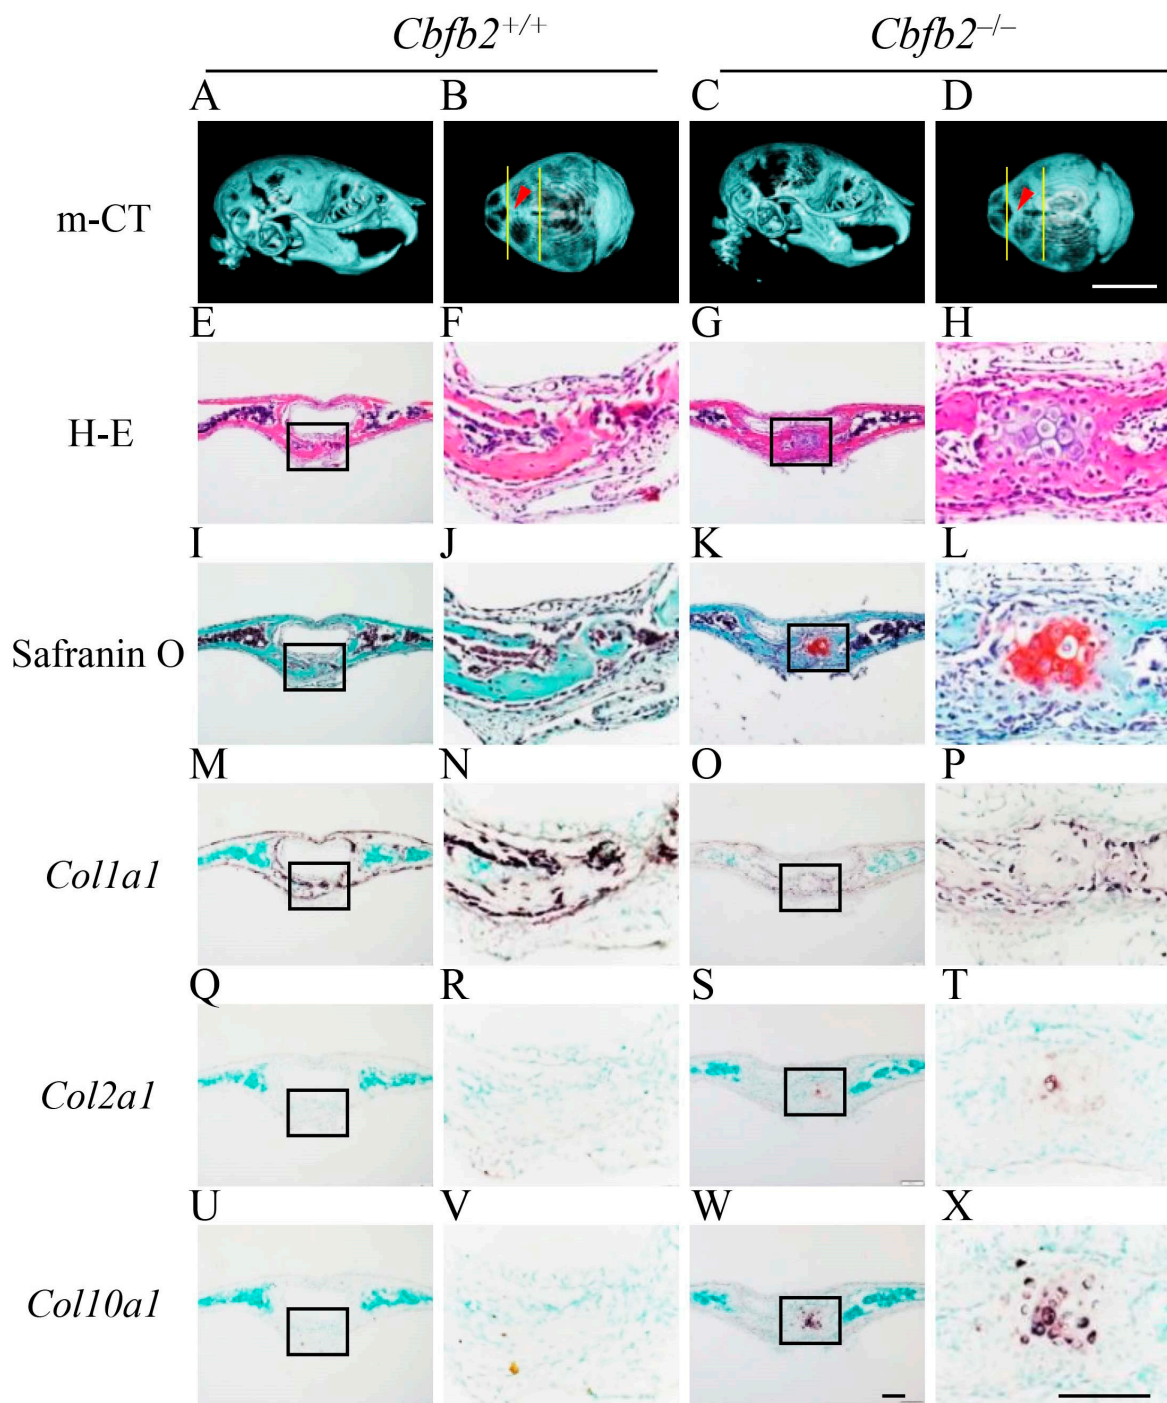 Cbfb2+/+ Cbfb2–/–
A B C D
m-CT
E F G H
H-E
I J K L
Safranin O
M N O P
Col1a1
Q R S T
Col2a1
U V W X
Col10a1